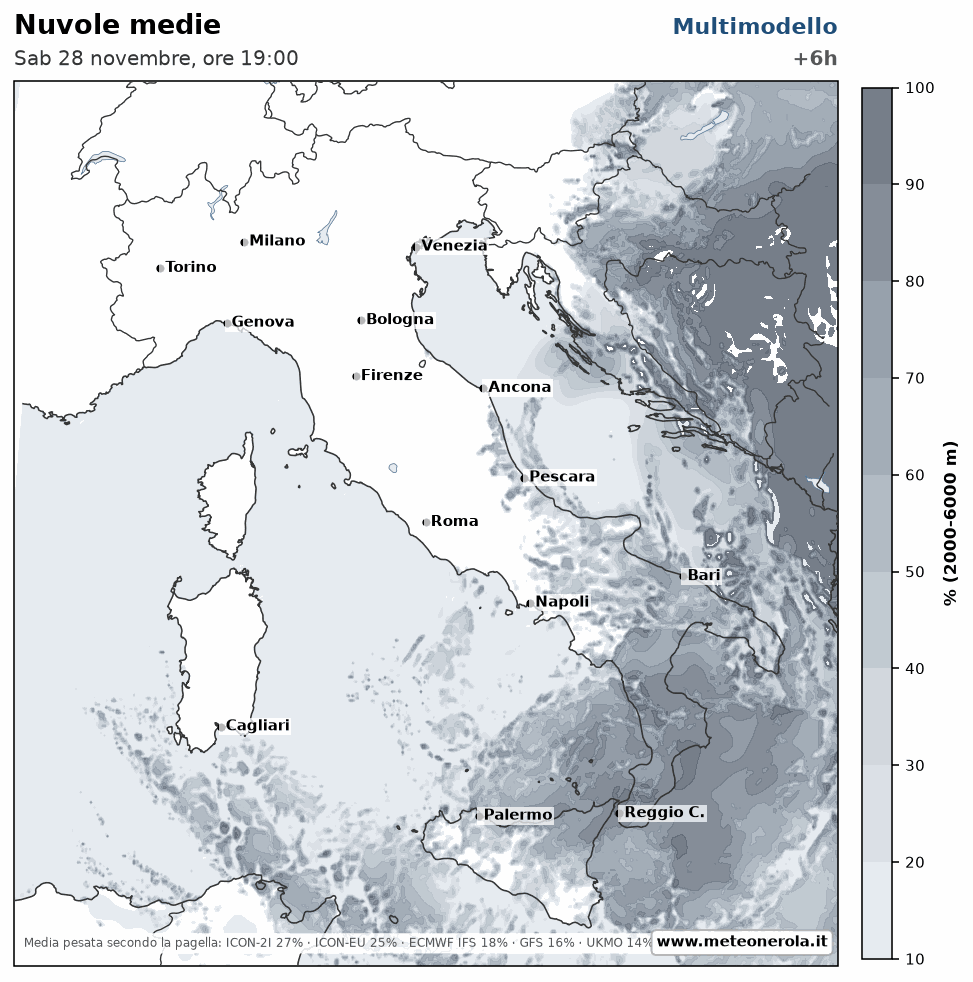 Nuvole medie
Multimodello
Sab 28 novembre, ore 19:00
+6h
Milano
Venezia
Torino
Genova
Bologna
Firenze
Ancona
Pescara
Roma
Bari
Napoli
Cagliari
Palermo
Reggio C.
100
90
80
70
60
50
40
30
20
10
% (2000-6000 m)
Media pesata secondo la pagella: ICON-2I 27% · ICON-EU 25% · ECMWF IFS 18% · GFS 16% · UKMO 14%
www.meteonerola.it